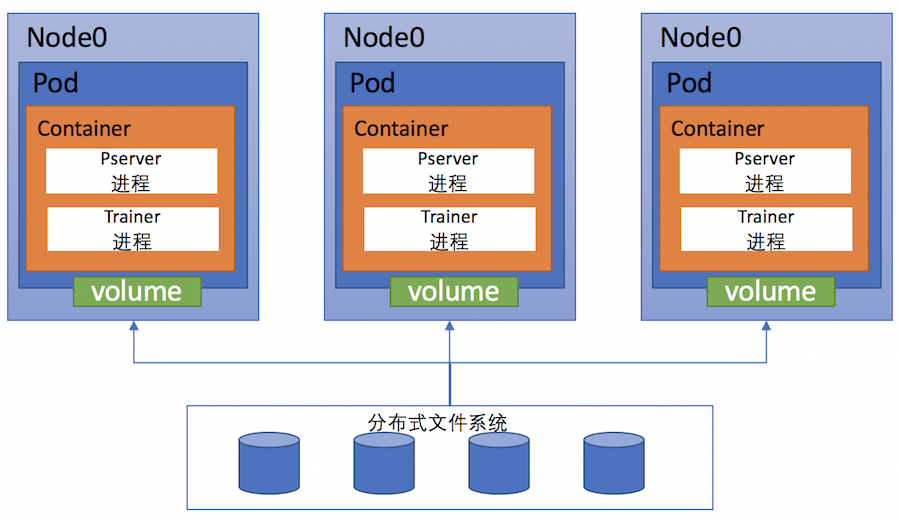 Node0
Pod
Container
Pserver
进程
Trainer
进程
volume
Node0
Pod
Container
Pserver
进程
Trainer
进程
volume
Node0
Pod
Container
Pserver
进程
Trainer
进程
volume
分布式文件系统